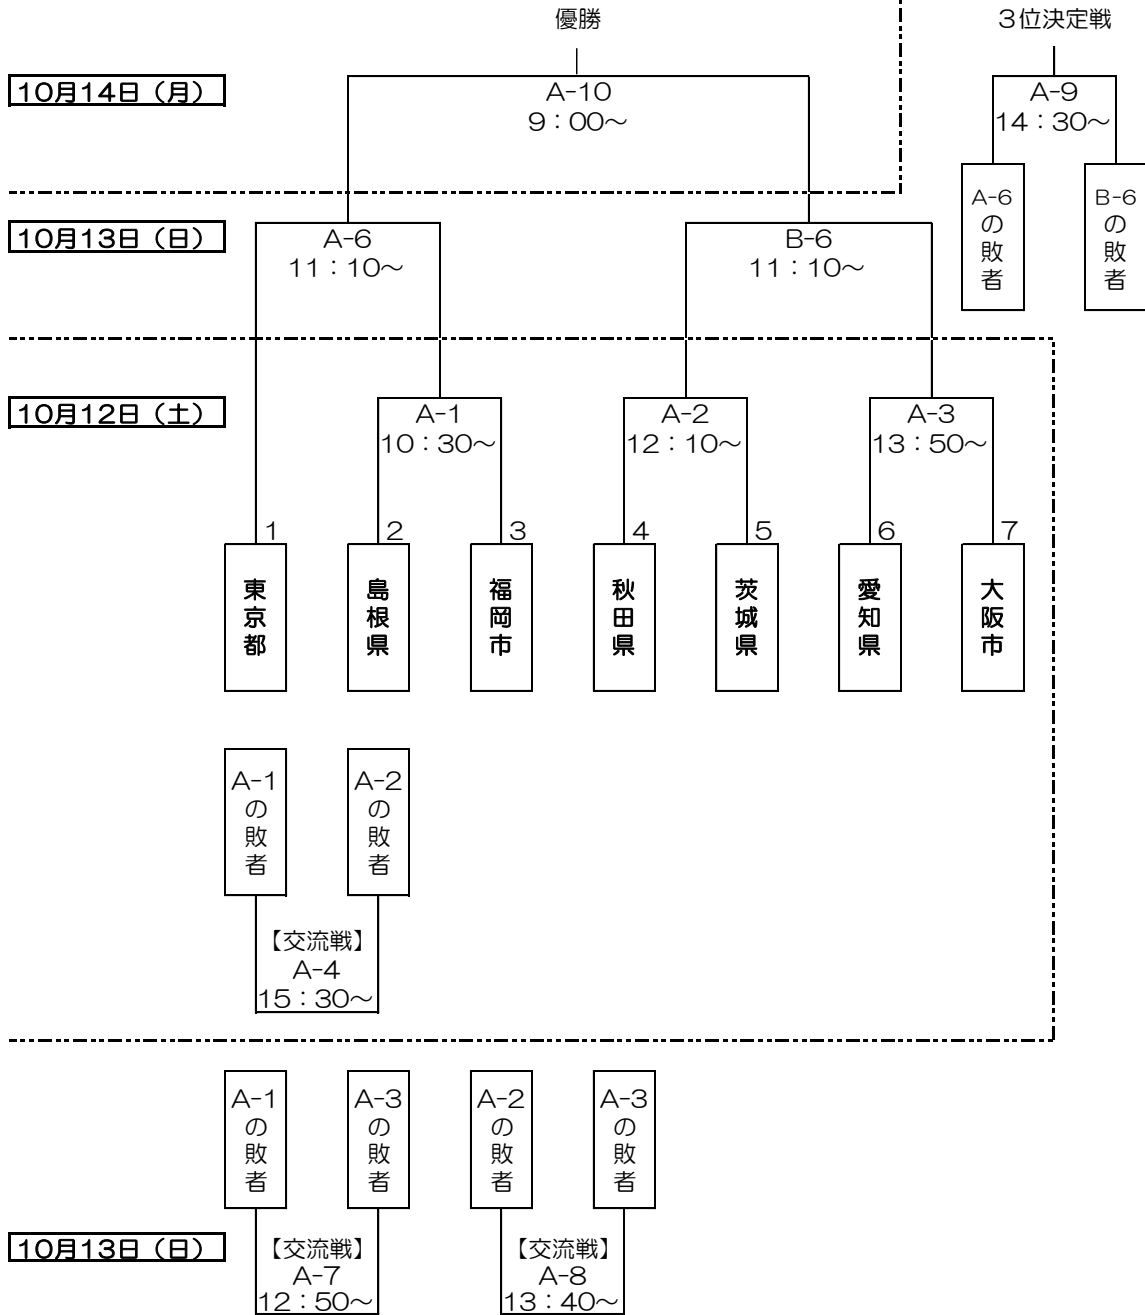 優勝
3位決定戦
10月14日（月）
A-10
9：00～
A-9
14：30～
A-6の敗者
B-6の敗者
10月13日（日）
A-6
11：10～
B-6
11：10～
10月12日（土）
A-1
10：30～
A-2
12：10～
A-3
13：50～
1
2
3
4
5
6
7
東京都
島根県
福岡市
秋田県
茨城県
愛知県
大阪市
A-1の敗者
A-2の敗者
【交流戦】
A-4
15：30～
A-1の敗者
A-3の敗者
A-2の敗者
A-3の敗者
10月13日（日）
【交流戦】
A-7
12：50～
【交流戦】
A-8
13：40～